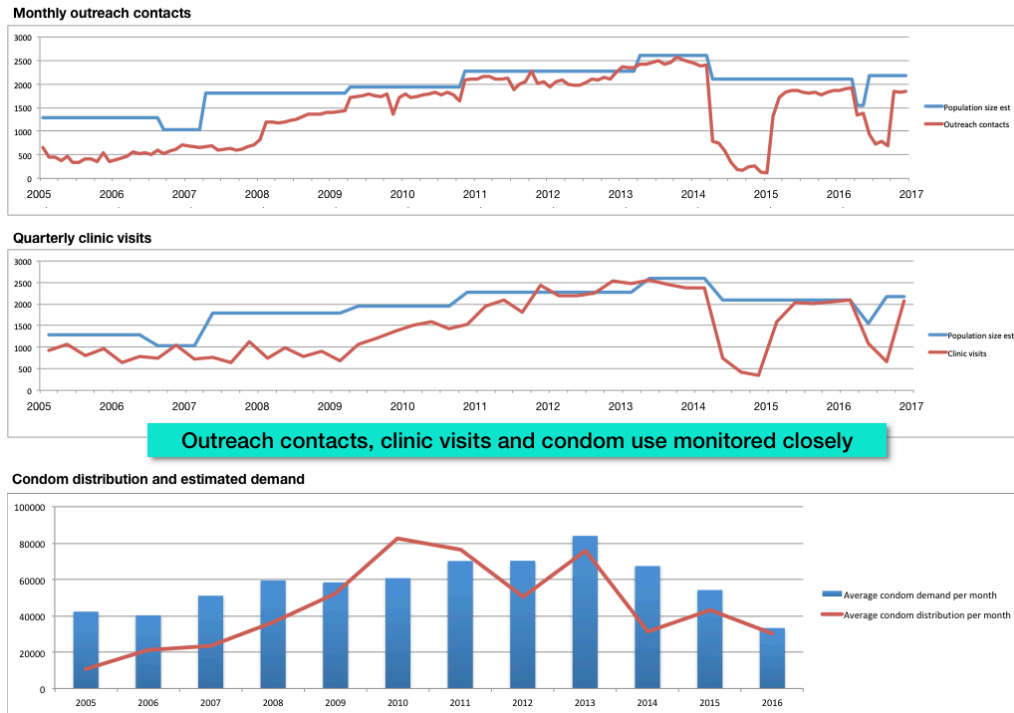 Monthly outreach contacts
3000
2500
2000
1500
1000
500
0
2005 2006 2007 2008 2009 2010 2011 2012 2013 2014 2015 2016 2017
Population size est
Outreach contacts
Quarterly clinic visits
3000
2500
2000
1500
1000
500
0
2005 2006 2007 2008 2009 2010 2011 2012 2013 2014 2015 2016 2017
Population size est
Clinic visits
Outreach contacts, clinic visits and condom use monitored closely
Condom distribution and estimated demand
100000
80000
60000
40000
20000
0
2005 2006 2007 2008 2009 2010 2011 2012 2013 2014 2015 2016
Average condom demand per month
Average condom distribution per month